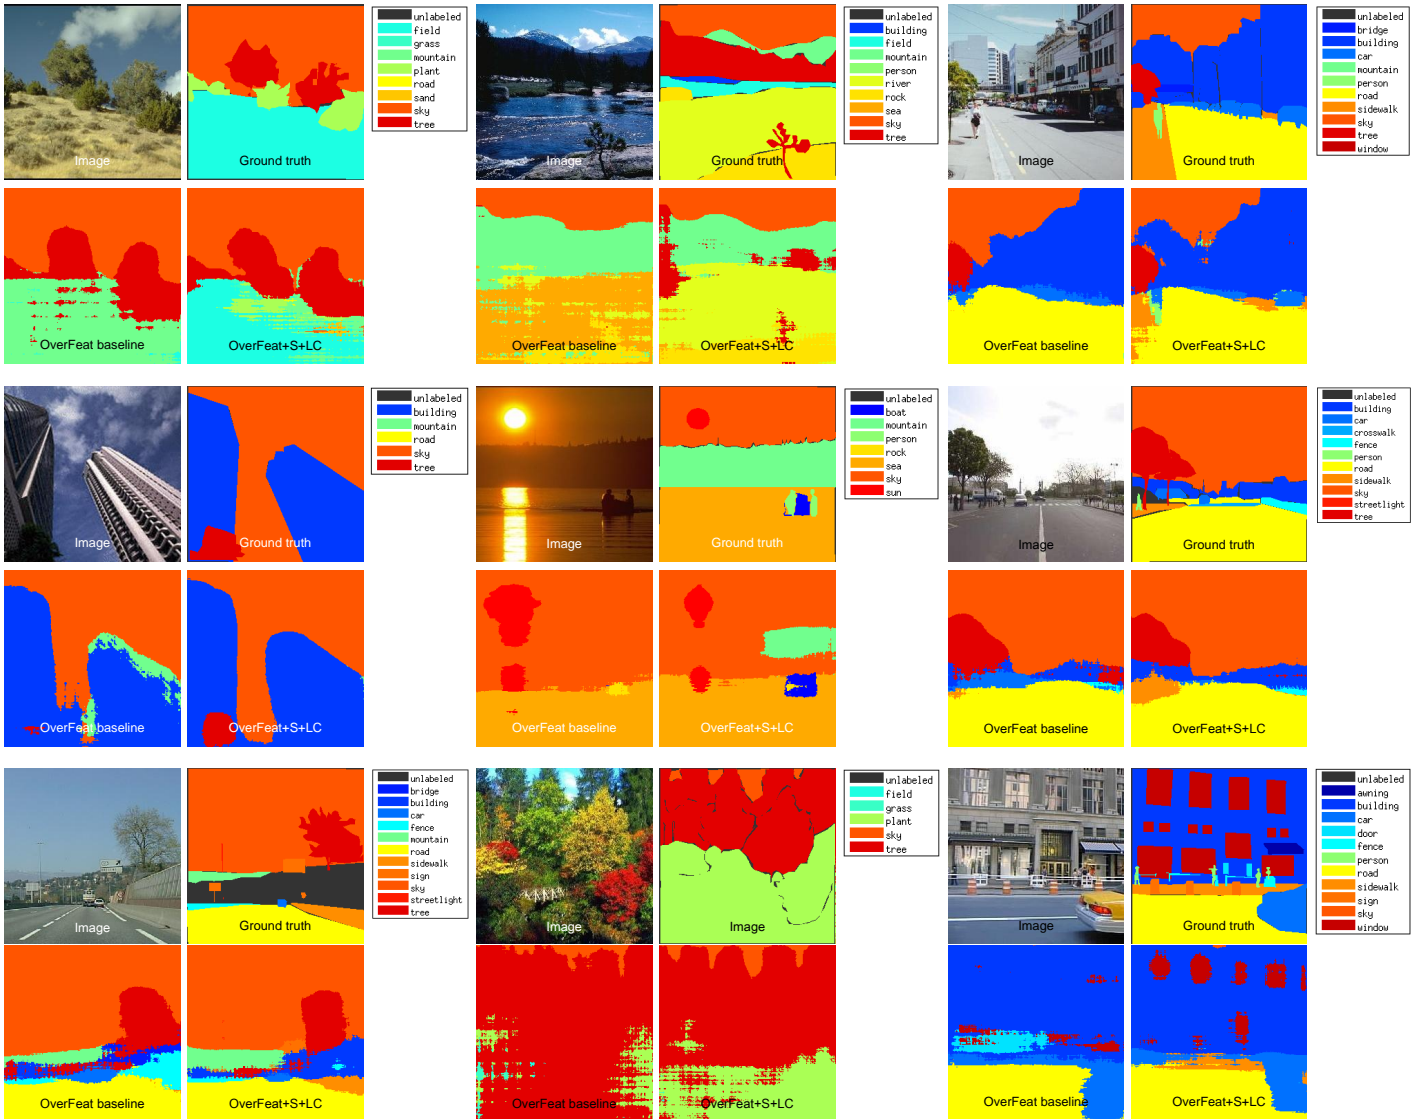 Image
Ground truth
unlabeled
field
grass
mountain
plant
road
sand
sky
tree
OverFeat baseline
OverFeat+S+LC
Image
Ground truth
unlabeled
building
field
mountain
person
river
rock
sea
sky
tree
OverFeat baseline
OverFeat+S+LC
Image
Ground truth
unlabeled
bridge
building
car
mountain
person
road
sidewalk
sky
tree
window
OverFeat baseline
OverFeat+S+LC
Image
Ground truth
unlabeled
building
mountain
road
sky
tree
OverFeat baseline
OverFeat+S+LC
Image
Ground truth
unlabeled
boat
mountain
person
rock
sea
sky
sun
OverFeat baseline
OverFeat+S+LC
Image
Ground truth
unlabeled
building
car
crosswalk
fence
person
road
sidewalk
sky
streetlight
tree
OverFeat baseline
OverFeat+S+LC
Image
Ground truth
unlabeled
bridge
building
car
fence
mountain
road
sidewalk
sign
sky
streetlight
tree
OverFeat baseline
OverFeat+S+LC
Image
Image
unlabeled
field
grass
plant
sky
tree
OverFeat baseline
OverFeat+S+LC
Image
Ground truth
unlabeled
awning
building
car
door
fence
person
road
sidewalk
sign
sky
window
OverFeat baseline
OverFeat+S+LC